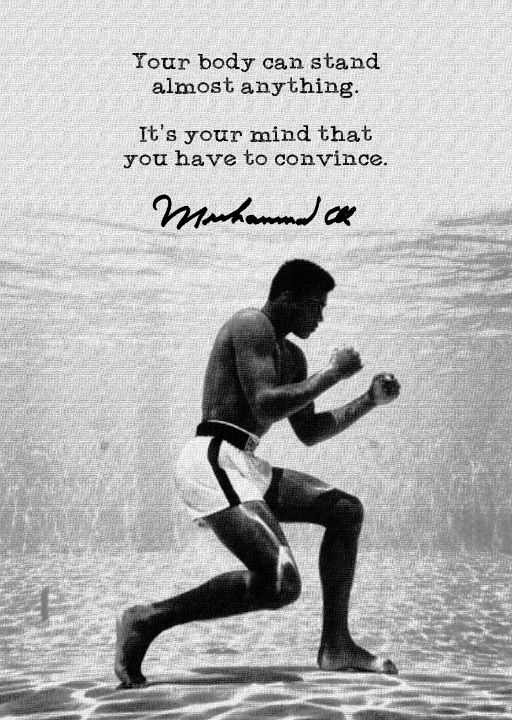 Your body can stand
almost anything.
It's your mind that
you have to convince.
Muhammad Ali